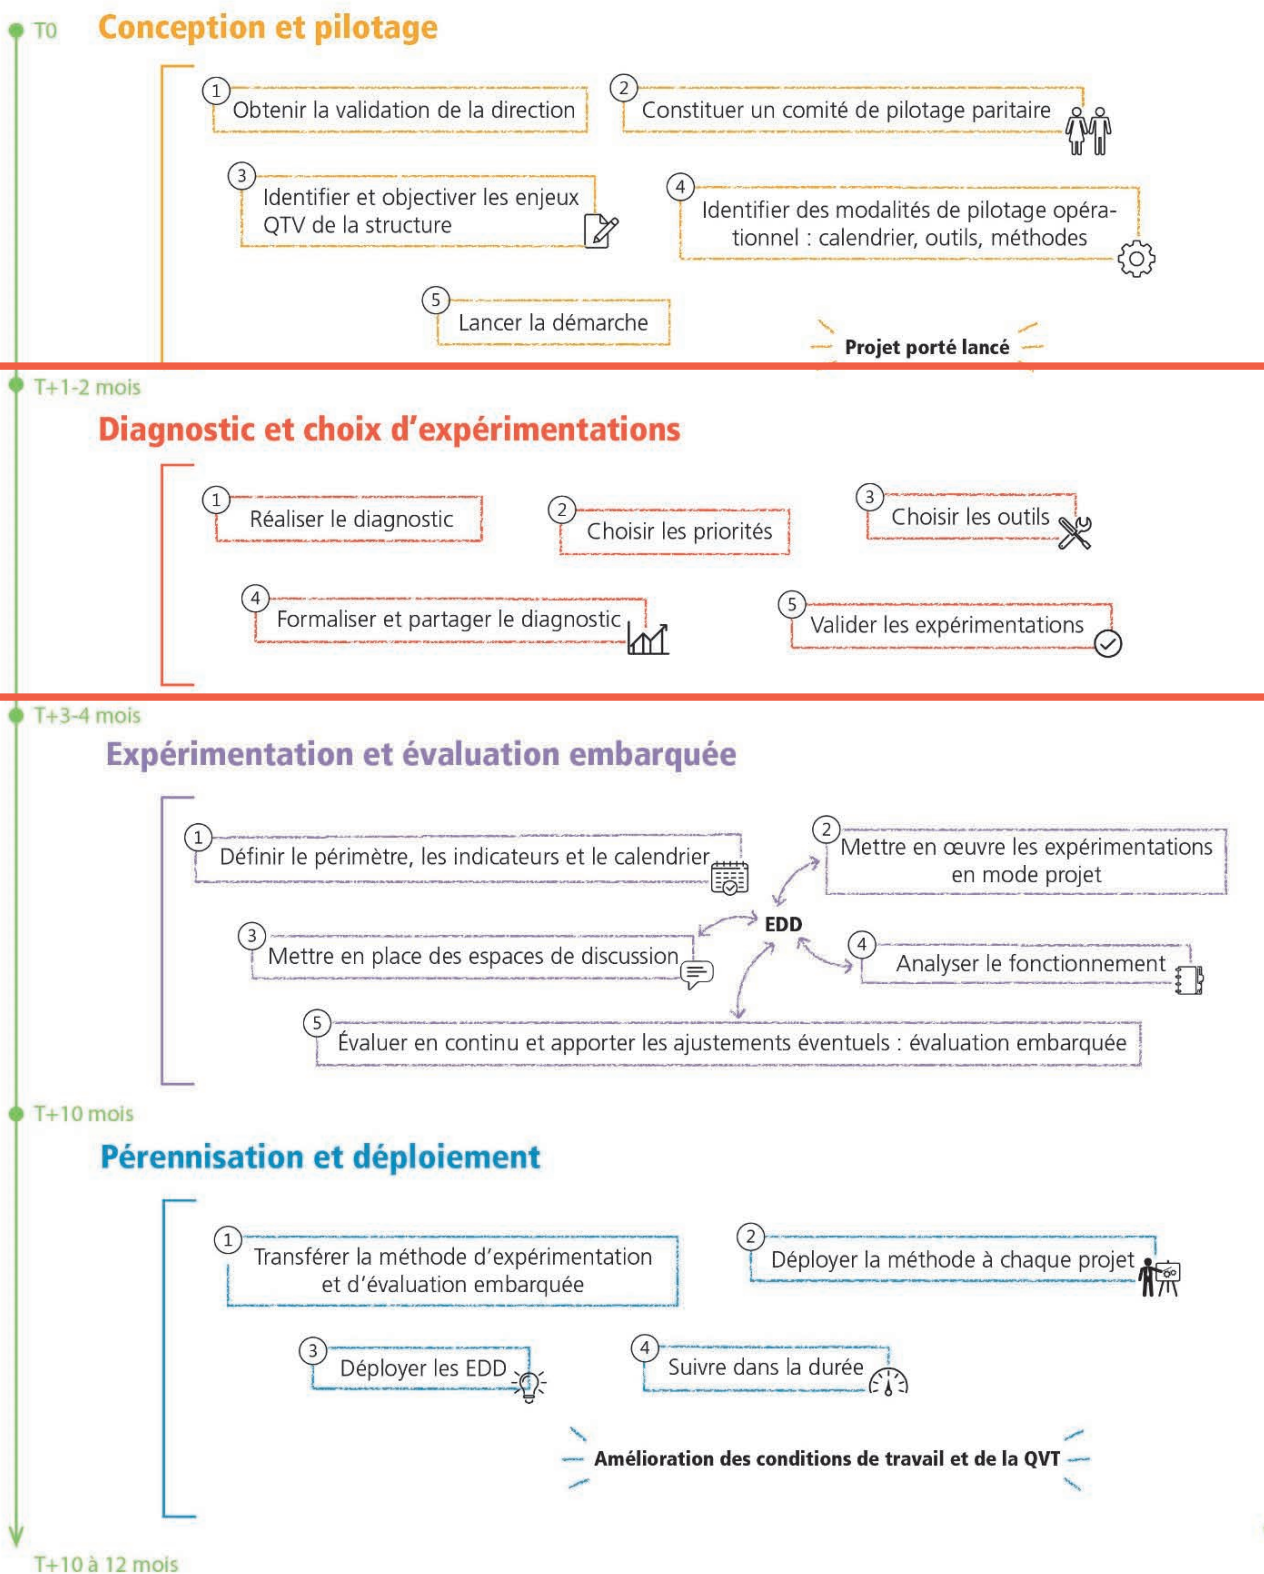 T0
Conception et pilotage
1
Obtenir la validation de la direction
2
Constituer un comité de pilotage paritaire
3
Identifier et objectiver les enjeux
QTV de la structure
4
Identifier des modalités de pilotage opéra-
tionnel : calendrier, outils, méthodes
5
Lancer la démarche
Projet porté lancé
T+1-2 mois
Diagnostic et choix d’expérimentations
1
Réaliser le diagnostic
2
Choisir les priorités
3
Choisir les outils
4
Formaliser et partager le diagnostic
5
Valider les expérimentations
T+3-4 mois
Expérimentation et évaluation embarquée
1
Définir le périmètre, les indicateurs et le calendrier
2
Mettre en œuvre les expérimentations
en mode projet
EDD
3
Mettre en place des espaces de discussion
4
Analyser le fonctionnement
5
Évaluer en continu et apporter les ajustements éventuels : évaluation embarquée
T+10 mois
Pérennisation et déploiement
1
Transférer la méthode d’expérimentation
et d’évaluation embarquée
2
Déployer la méthode à chaque projet
3
Déployer les EDD
4
Suivre dans la durée
Amélioration des conditions de travail et de la QVT
T+10 à 12 mois